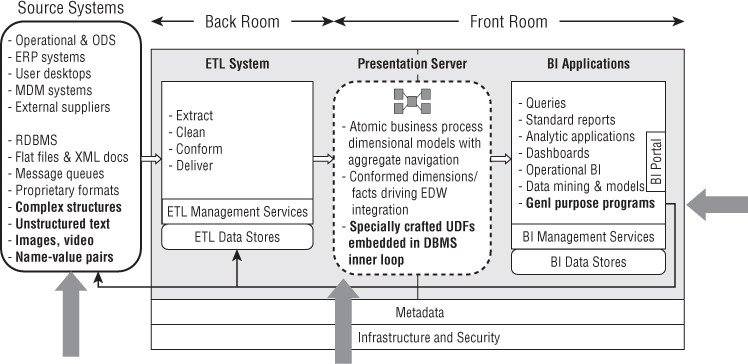 Source Systems
Back Room
Front Room
- Operational & ODS
- ERP systems
- User desktops
- MDM systems
- External suppliers
- RDBMS
- Flat files & XML docs
- Message queues
- Proprietary formats
- Complex structures
- Unstructured text
- Images, video
- Name-value pairs
ETL System
- Extract
- Clean
- Conform
- Deliver
ETL Management Services
ETL Data Stores
Presentation Server
- Atomic business process
dimensional models with
aggregate navigation
- Conformed dimensions/
facts driving EDW
integration
- Specially crafted UDFs
embedded in DBMS
inner loop
BI Applications
- Queries
- Standard reports
- Analytic applications
- Dashboards
- Operational BI
- Data mining & models
- Genl purpose programs
BI Portal
BI Management Services
BI Data Stores
Metadata
Infrastructure and Security